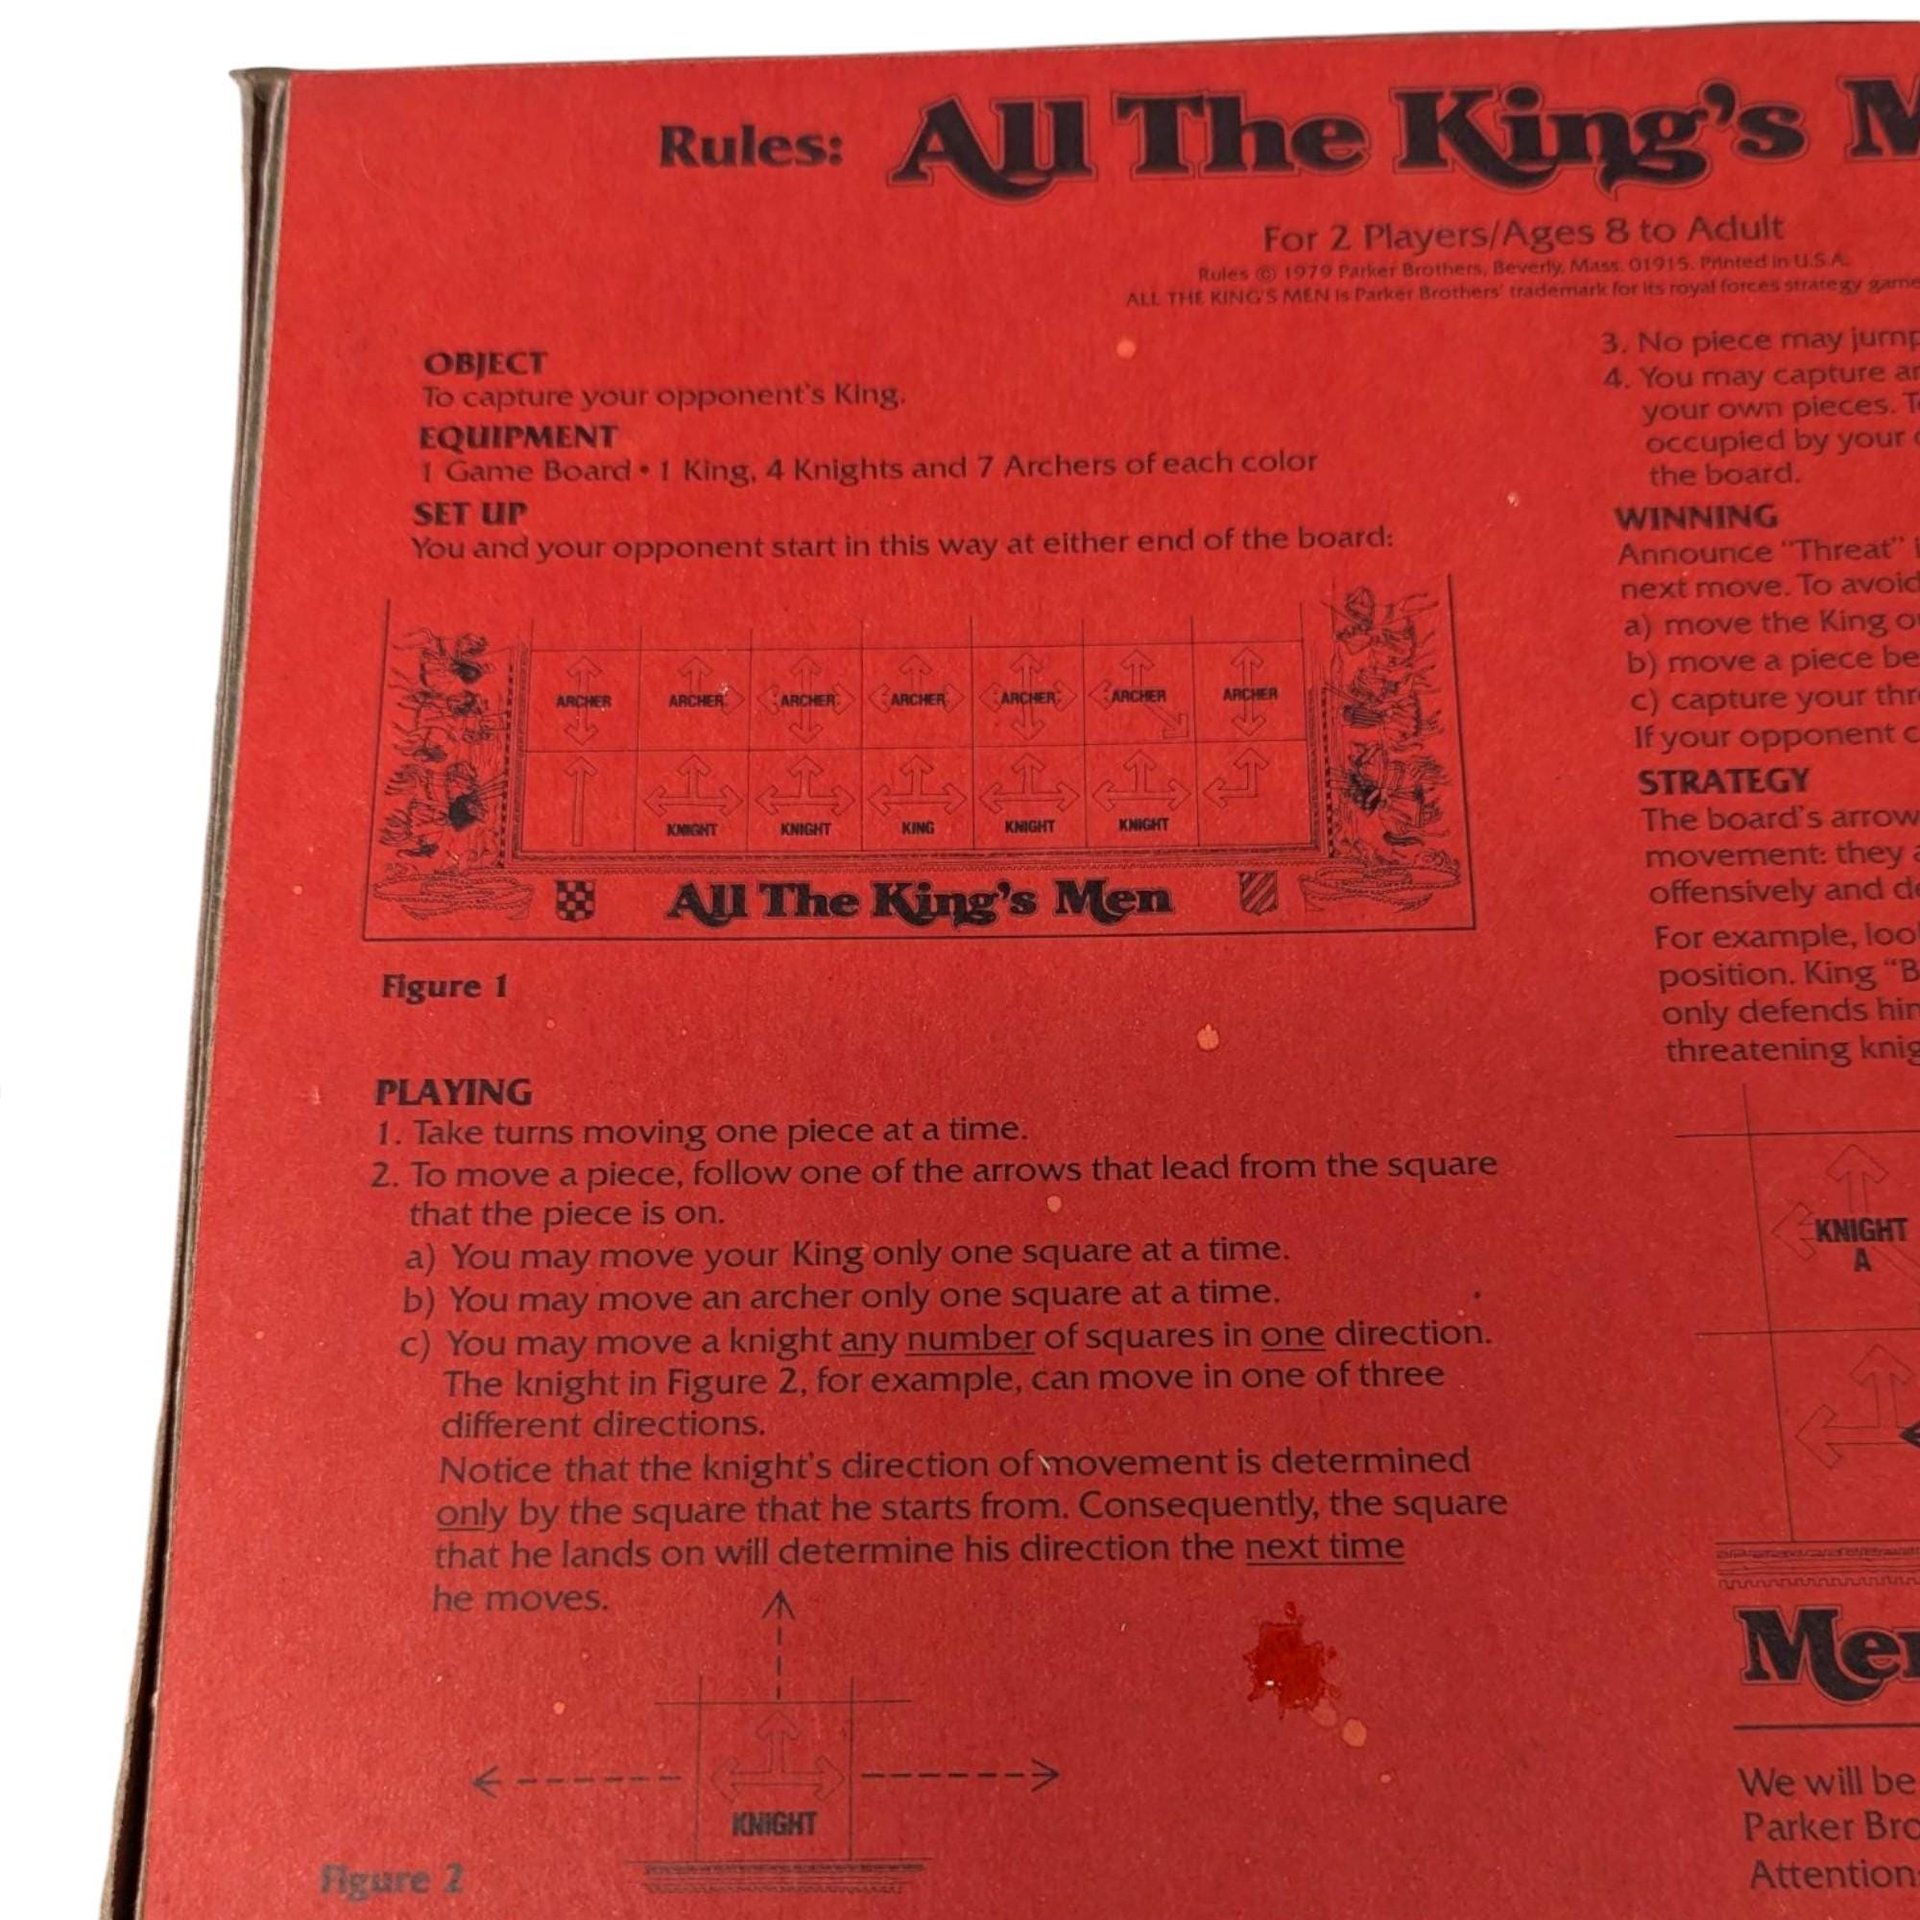 Rules: All The King's M
For 2 Players/Ages 8 to Adult
Rules © 1979 Parker Brothers, Beverly, Mass. 01915. Printed in U.S.A.
ALL THE KING'S MEN is Parker Brothers' trademark for its royal forces strategy game
OBJECT
To capture your opponent's King.
EQUIPMENT
1 Game Board • 1 King, 4 Knights and 7 Archers of each color
SET UP
You and your opponent start in this way at either end of the board:
ARCHER ARCHER ARCHER ARCHER ARCHER ARCHER ARCHER
KNIGHT KNIGHT KING KNIGHT KNIGHT
All The King's Men
Figure 1
PLAYING
1. Take turns moving one piece at a time.
2. To move a piece, follow one of the arrows that lead from the square
that the piece is on.
a) You may move your King only one square at a time.
b) You may move an archer only one square at a time.
c) You may move a knight any number of squares in one direction.
The knight in Figure 2, for example, can move in one of three
different directions.
Notice that the knight's direction of movement is determined
only by the square that he starts from. Consequently, the square
that he lands on will determine his direction the next time
he moves.
KNIGHT
Figure 2
3. No piece may jump
4. You may capture
your own pieces.
occupied by your
the board.
WINNING
Announce "Threat"
next move. To avoid
a) move the King
b) move a piece
c) capture your
If your opponent
STRATEGY
The board's arrow
movement: they
offensively and
For example,
position. King "B
only defends
threatening
KNIGHT
A
Me
We will be
Parker
Attention